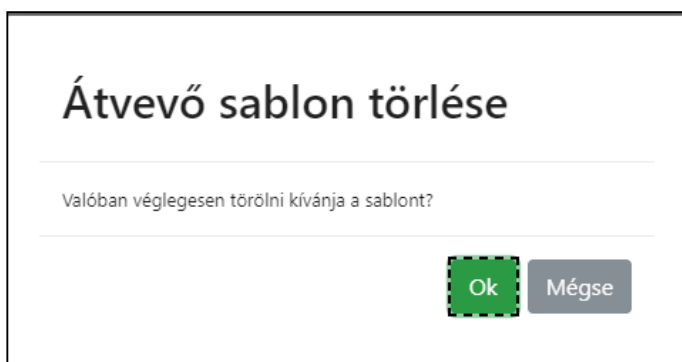 Átvevő sablon törlése
Valóban véglegesen törölni kívánja a sablont?
Ok Mégse